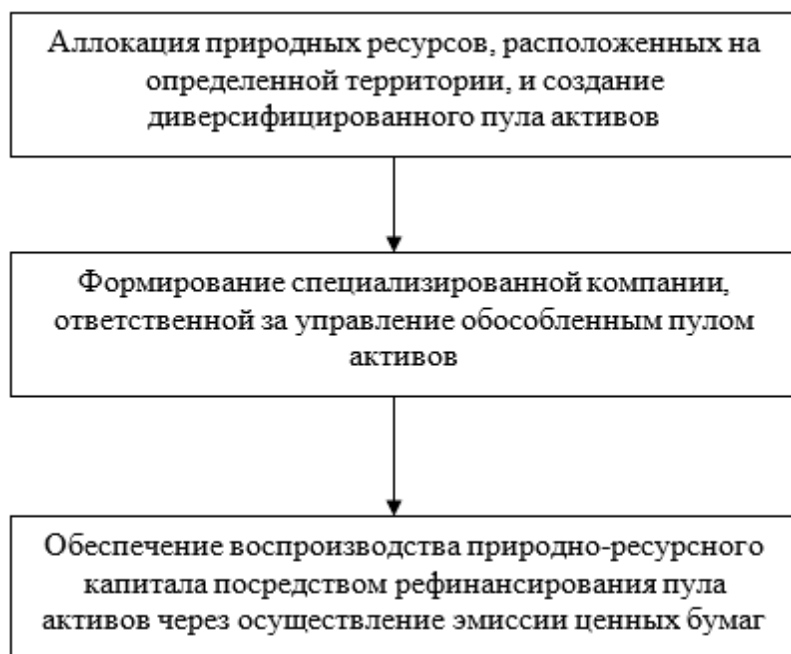 Аллокация природных ресурсов, расположенных на
определенной территории, и создание
диверсифицированного пула активов
Формирование специализированной компании,
ответственной за управление обособленным пулом
активов
Обеспечение воспроизводства природно-ресурсного
капитала посредством рефинансирования пула
активов через осуществление эмиссии ценных бумаг